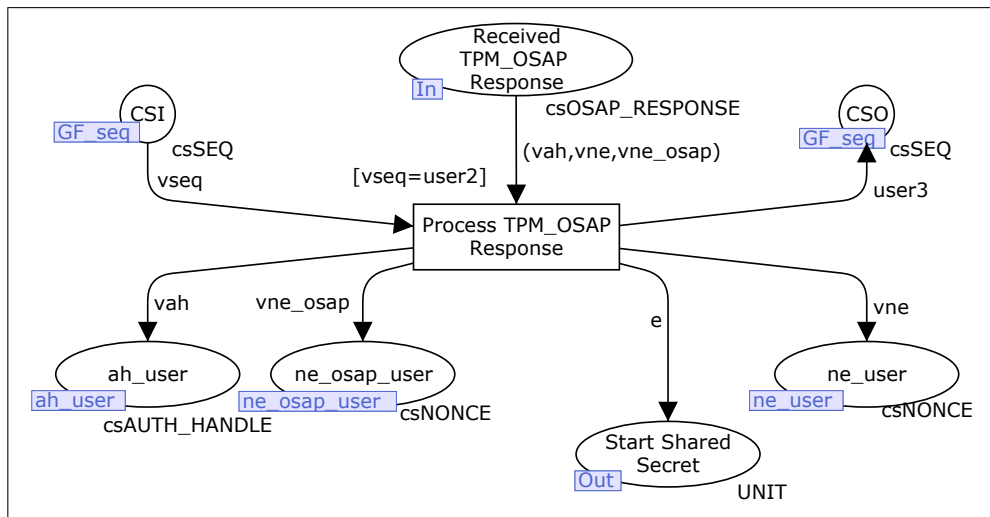 Received
TPM_OSAP
Response
In
csOSAP_RESPONSE
CSI
GF_seq
csSEQ
vseq
CSO
GF_seq
csSEQ
user3
(vah,vne,vne_osap)
[vseq=user2]
Process TPM_OSAP
Response
vah
vne_osap
e
vne
ah_user
ah_user
csAUTH_HANDLE
ne_osap_user
ne_osap_user
csNONCE
ne_user
ne_user
csNONCE
Start Shared
Secret
Out
UNIT